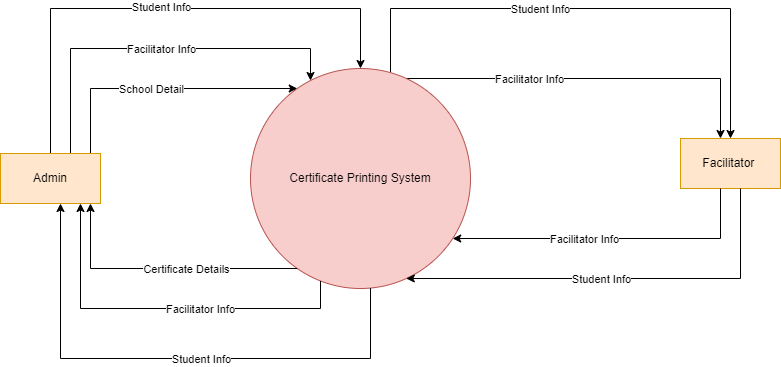 Student Info
Student Info
Facilitator Info
Facilitator Info
School Detail
Facilitator
Admin
Certificate Printing System
Facilitator Info
Certificate Details
Student Info
Facilitator Info
Student Info